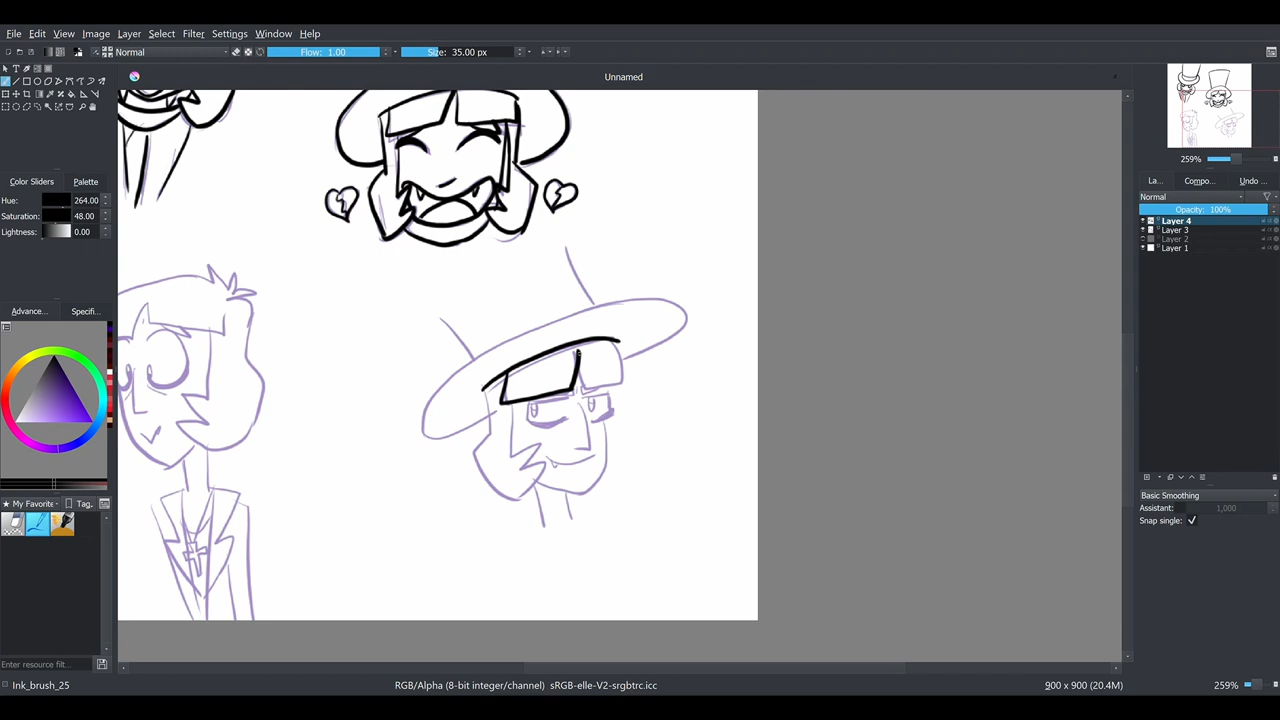 File Edit View Image Layer Select Filter Settings Window Help
Normal Flow: 1.00 Size: 35.00 px
Unnamed
259%
Color Sliders Palette
La... Compo... Undo ...
Hue: 264.00
Normal
Saturation: 48.00
Opacity: 100%
Lightness: 0.00
Layer 4
Layer 3
Layer 2
Layer 1
Advance... Specifi...
Basic Smoothing
My Favorite Tag
Assistant: 1,000
Snap single:
Enter resource filt...
Ink_brush_25 RGB/Alpha (8-bit integer/channel) sRGB-elle-V2-srgbtrc.icc 900 x 900 (20.4M) 259%